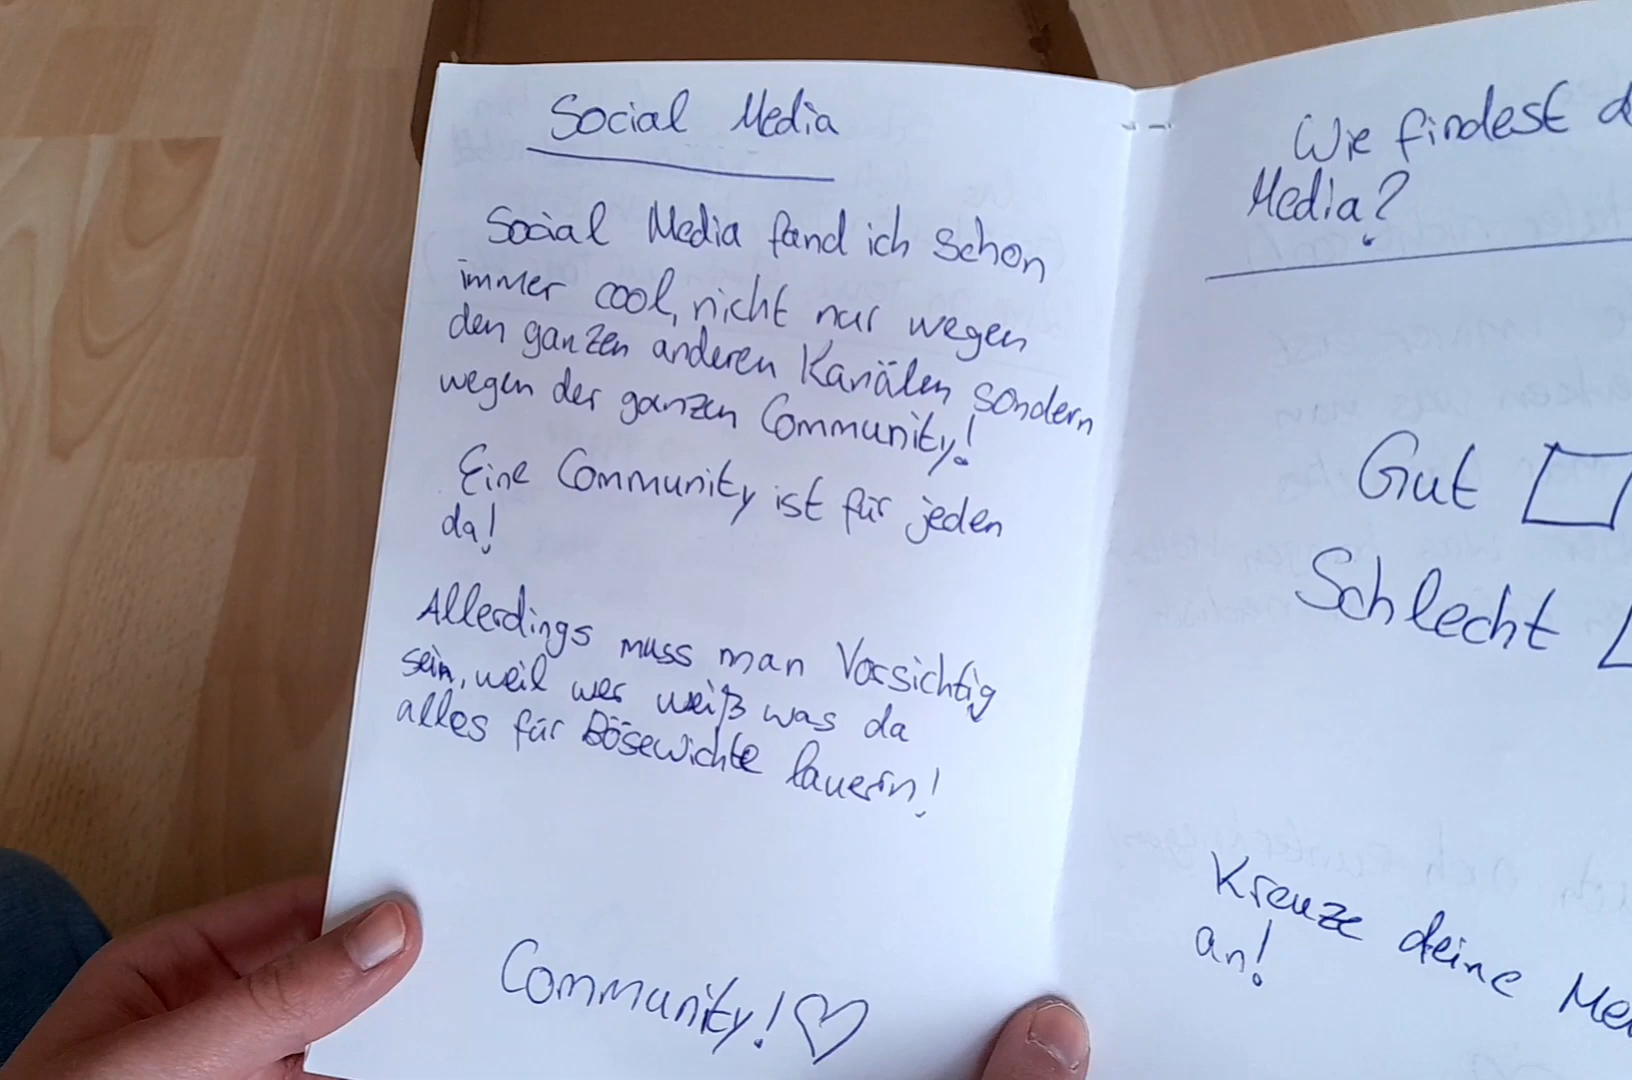 Social Media
Social Media fand ich schon
immer cool, nicht nur wegen
den ganzen anderen Kanälen sondern
wegen der ganzen Community!
Eine Community ist für jeden
da!
Allerdings muss man Vorsichtig
sein, weil wer weiß was da
alles für Bösewichte lauern!
Community!♡
Wie findest
Media?
Gut
Schlecht
Kreuze deine
an!